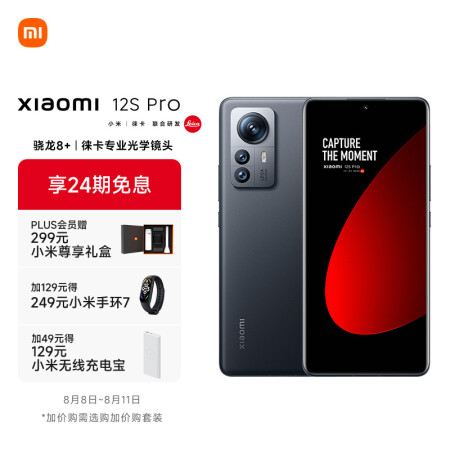 xiaomi 12S Pro
小米 | 徕卡 联合研发 Leica
骁龙8+ | 徕卡专业光学镜头
享24期免息
PLUS会员赠
299元
小米尊享礼盒
加129元得
249元小米手环7
加49元得
129元
小米无线充电宝
8月8日~8月11日
*加价购需选购加价购套装
xiaomi
CAPTURE
THE MOMENT
XIAOMI 12S Pro